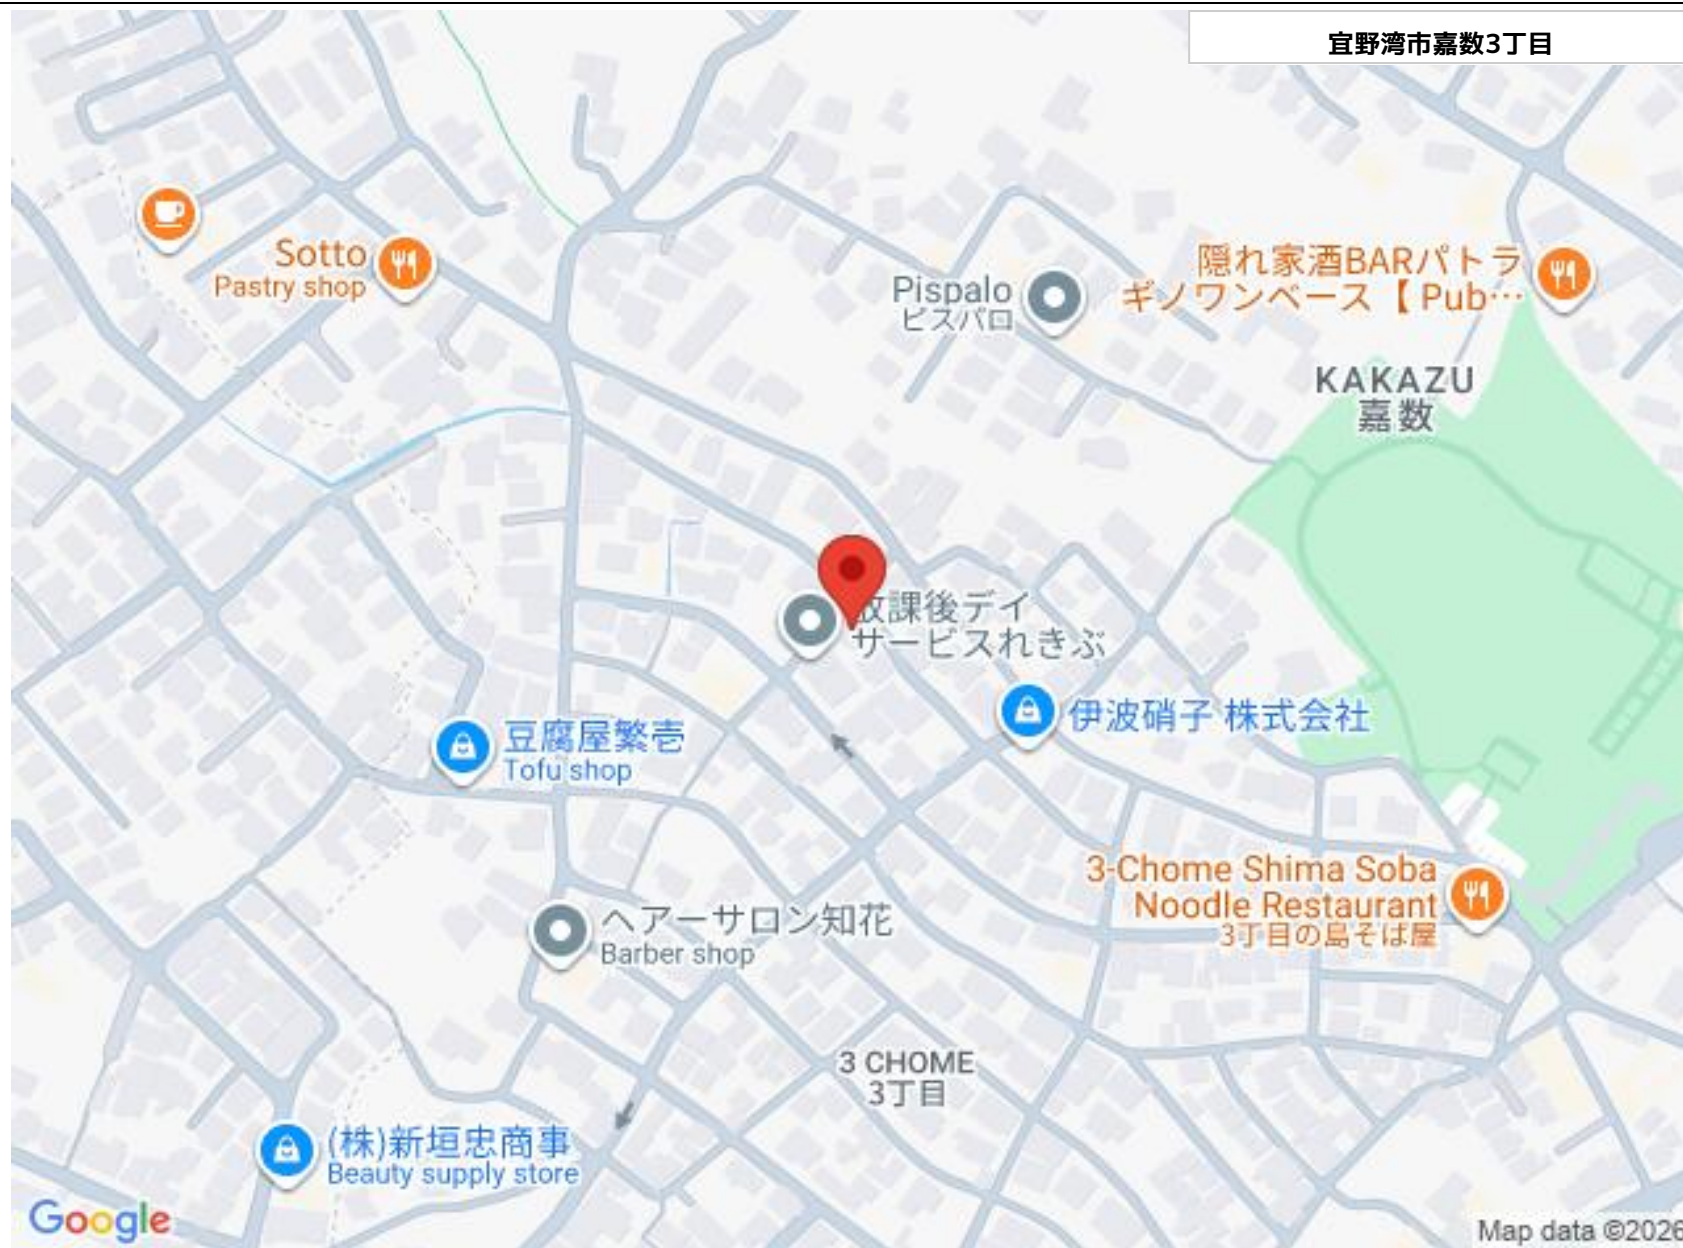 宜野湾市嘉数3丁目
Sotto
Pastry shop
Pispalo
ピスパロ
隠れ家酒BARパトラ
ギノワンベース【 Pub…
KAKAZU
嘉数
放課後デイ
サービスれきぶ
伊波硝子 株式会社
豆腐屋繁壱
Tofu shop
3-Chome Shima Soba
Noodle Restaurant
3丁目の島そば屋
ヘアーサロン知花
Barber shop
3 CHOME
3丁目
(株)新垣忠商事
Beauty supply store
Google
Map data ©2026